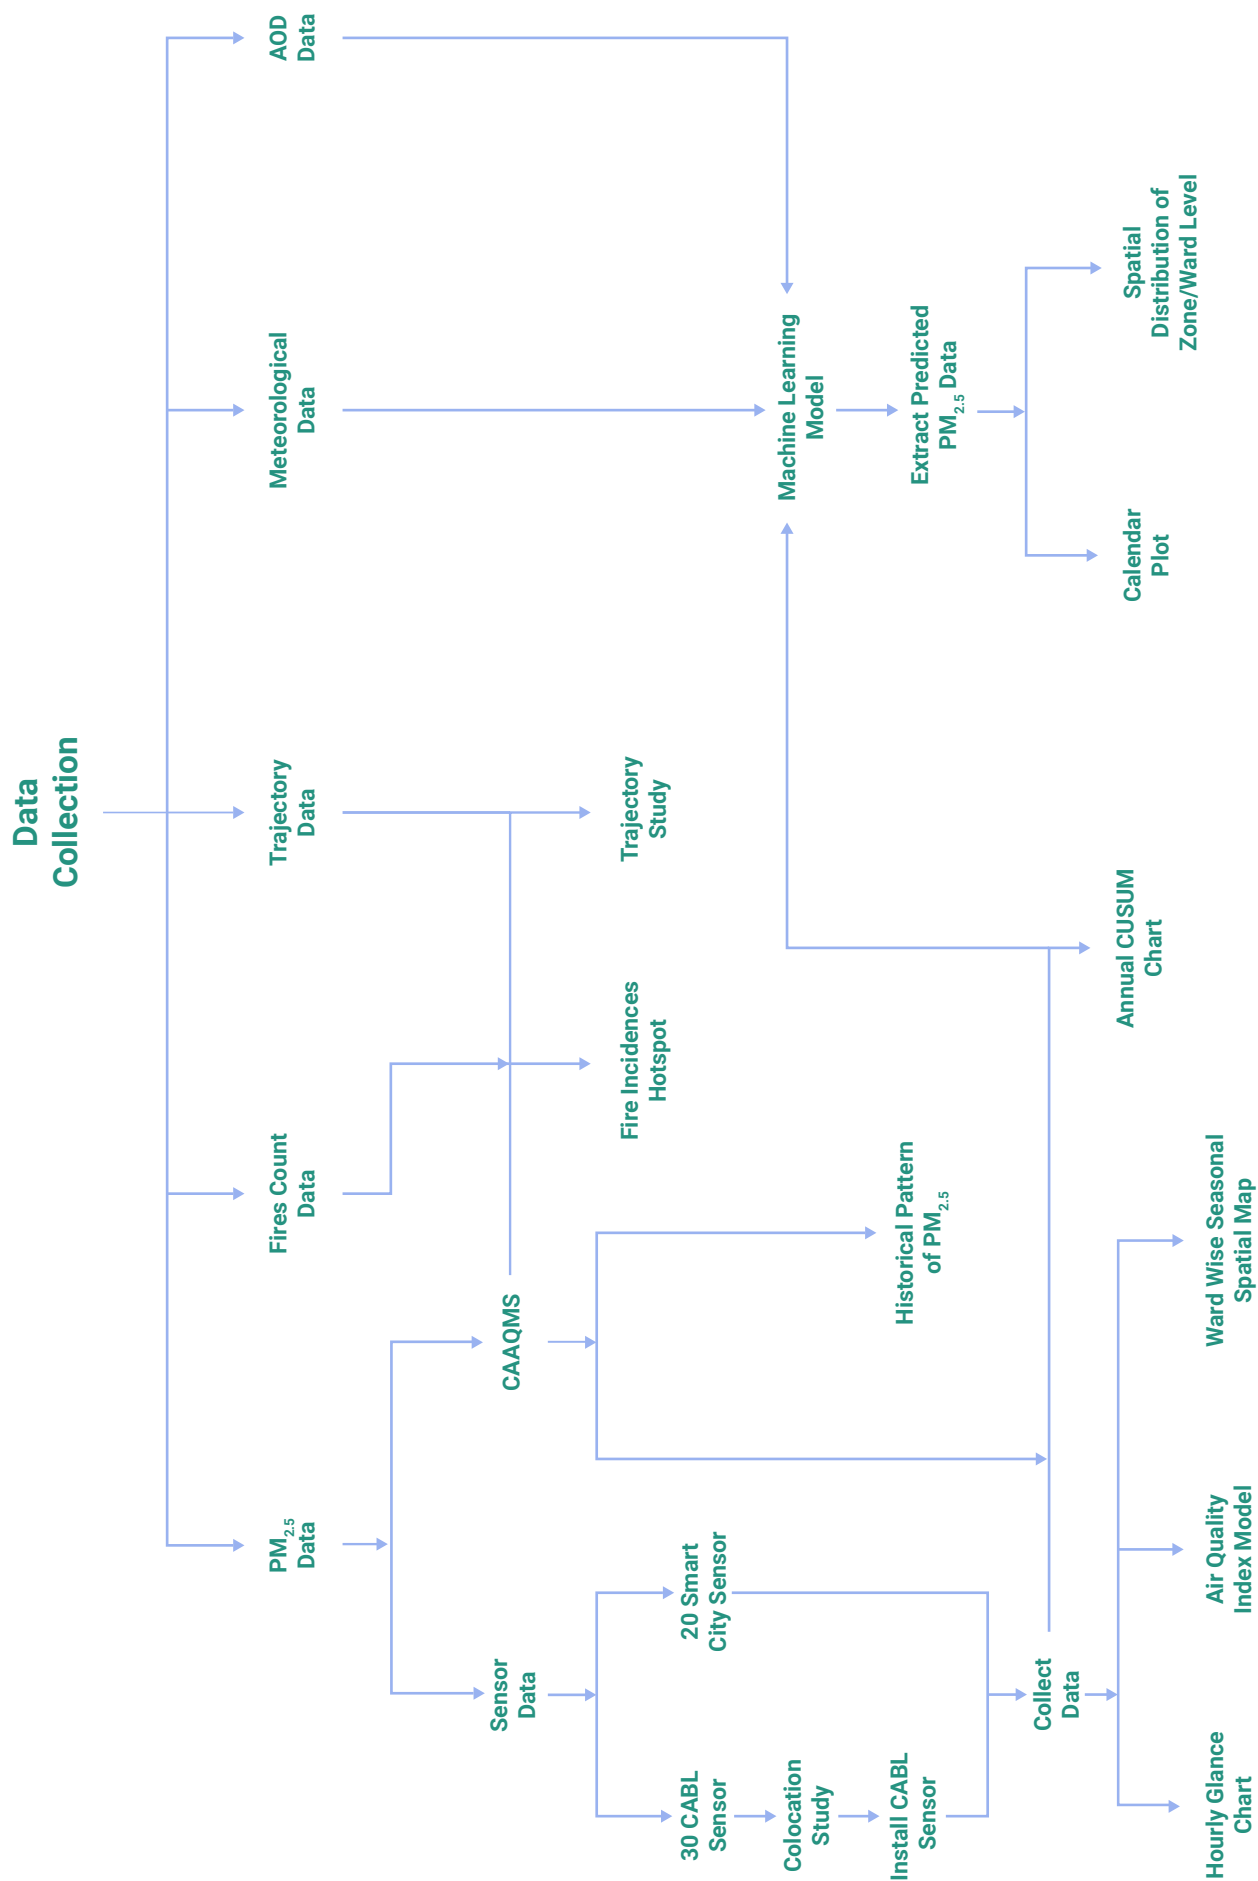 Data
Collection
PM2.5
Data
Fires Count
Data
Trajectory
Data
Meteorological
Data
AOD
Data
Sensor
Data
CAAQMS
30 CABL
Sensor
20 Smart
City Sensor
Fire Incidences
Hotspot
Trajectory
Study
Colocation
Study
Machine Learning
Model
Install CABL
Sensor
Historical Pattern
of PM2.5
Extract Predicted
PM2.5 Data
Collect
Data
Annual CUSUM
Chart
Calendar
Plot
Spatial
Distribution of
Zone/Ward Level
Hourly Glance
Chart
Air Quality
Index Model
Ward Wise Seasonal
Spatial Map